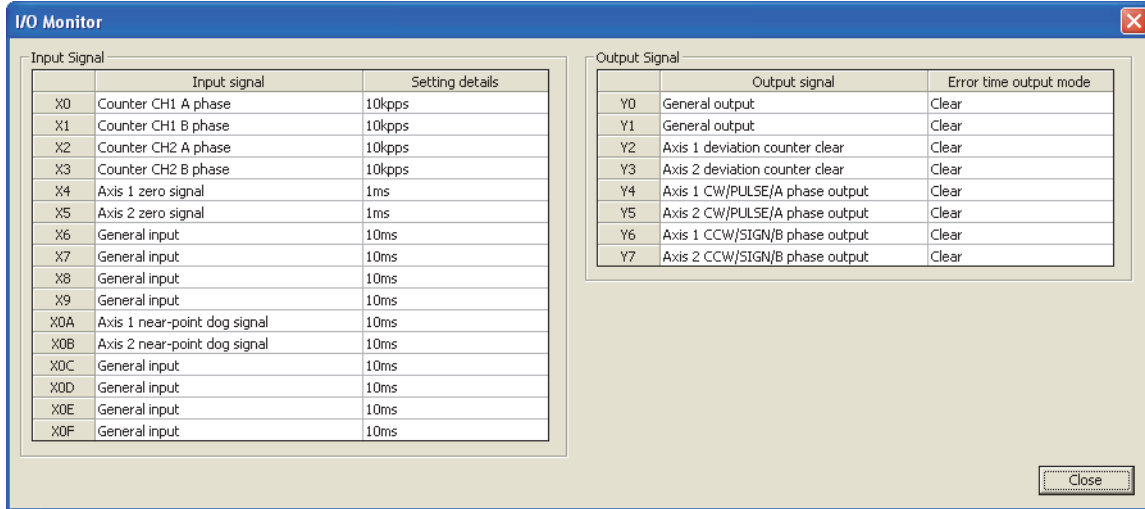 I/O Monitor
Input Signal
Input signal Setting details
X0 Counter CH1 A phase 10kpps
X1 Counter CH1 B phase 10kpps
X2 Counter CH2 A phase 10kpps
X3 Counter CH2 B phase 10kpps
X4 Axis 1 zero signal 1ms
X5 Axis 2 zero signal 1ms
X6 General input 10ms
X7 General input 10ms
X8 General input 10ms
X9 General input 10ms
X0A Axis 1 near-point dog signal 10ms
X0B Axis 2 near-point dog signal 10ms
X0C General input 10ms
X0D General input 10ms
X0E General input 10ms
X0F General input 10ms
Output Signal
Output signal Error time output mode
Y0 General output Clear
Y1 General output Clear
Y2 Axis 1 deviation counter clear Clear
Y3 Axis 2 deviation counter clear Clear
Y4 Axis 1 CW/PULSE/A phase output Clear
Y5 Axis 2 CW/PULSE/A phase output Clear
Y6 Axis 1 CCW/SIGN/B phase output Clear
Y7 Axis 2 CCW/SIGN/B phase output Clear
Close